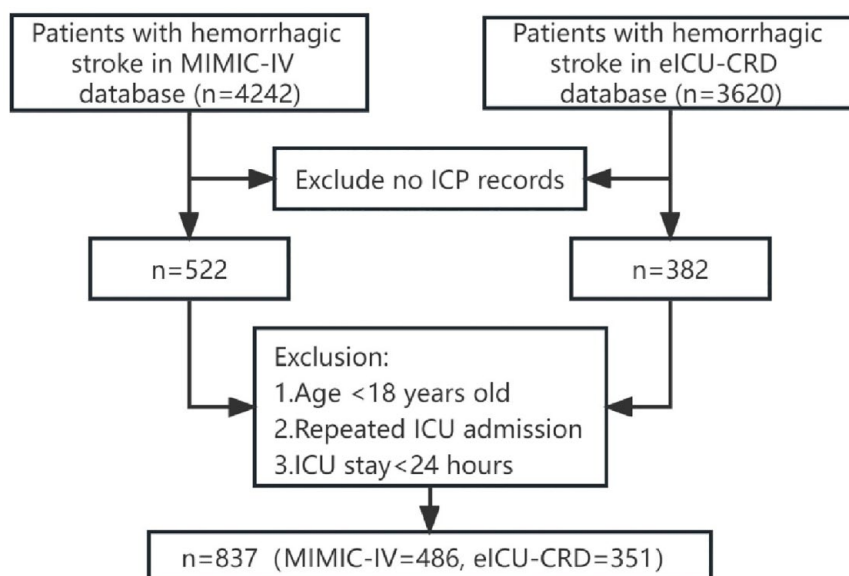 Patients with hemorrhagic
stroke in MIMIC-IV
database (n=4242)
Patients with hemorrhagic
stroke in eICU-CRD
database (n=3620)
Exclude no ICP records
n=522
n=382
Exclusion:
1.Age <18 years old
2.Repeated ICU admission
3.ICU stay<24 hours
n=837 (MIMIC-IV=486, eICU-CRD=351)